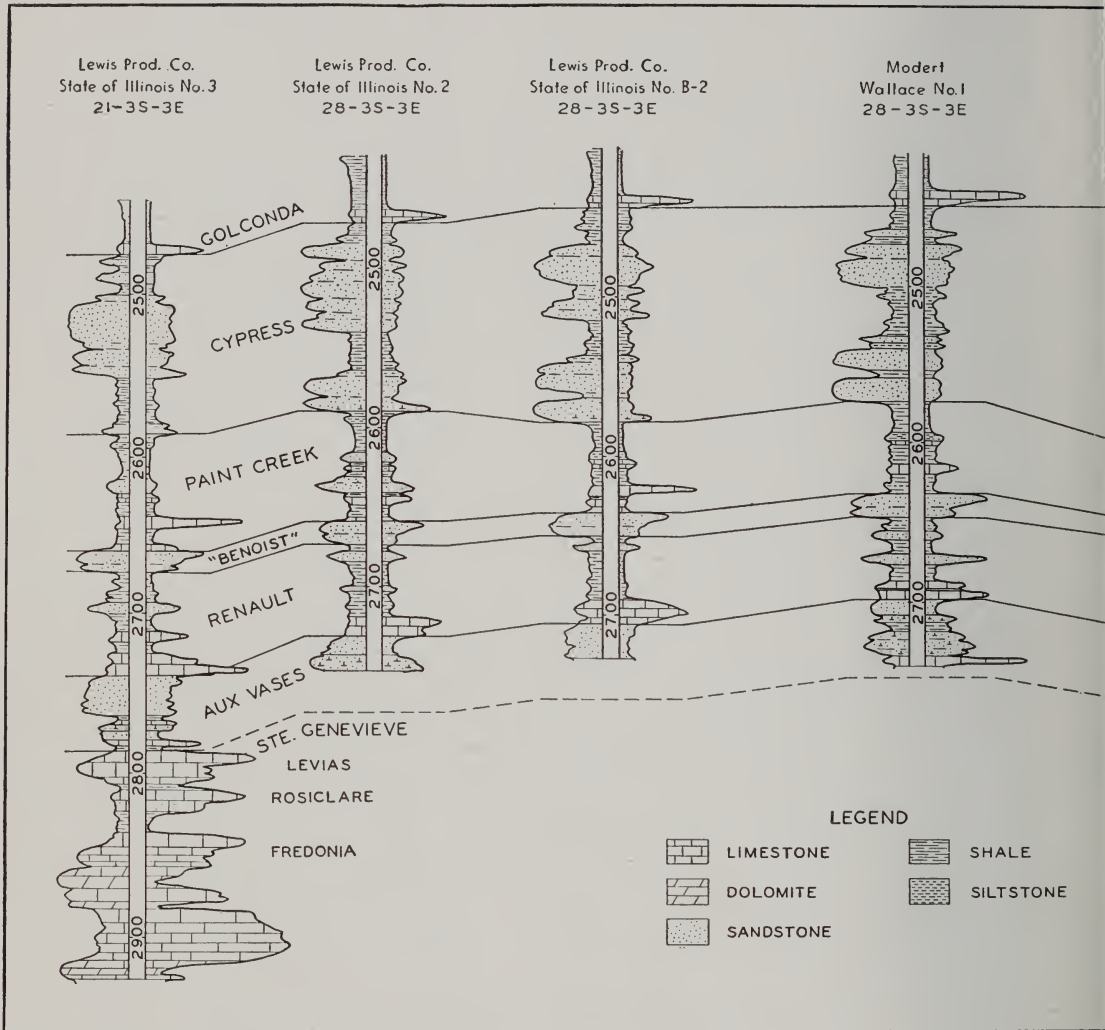 Lewis Prod. Co.
State of Illinois No. 3
21-3S-3E
Lewis Prod. Co.
State of Illinois No. 2
28-3S-3E
Lewis Prod. Co.
State of Illinois No. B-2
28-3S-3E
Modert
Wallace No. 1
28-3S-3E
GOLCONDA
CYPRESS
PAINT CREEK
"BENOIST"
RENAULT
AUX VASES
STE. GENEVIEVE
LEVIAS
ROSICLARE
FREDONIA
2500
2600
2700
2800
2900
2500
2600
2700
2500
2600
2700
2500
2600
2700
LEGEND
LIMESTONE
DOLOMITE
SANDSTONE
SHALE
SILTSTONE